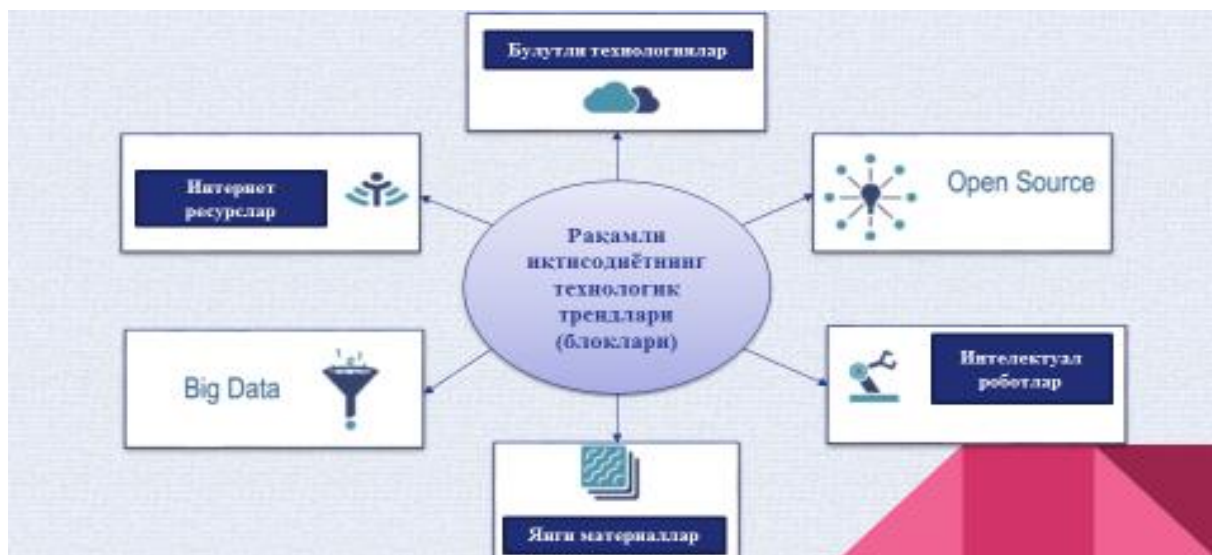 Булутли технологиялар
Интернет
ресурслар
Open Source
Рақамли
иқтисодиётнинг
технологик
трендлари
(блоклари)
Big Data
Интелектуал
роботлар
Янги материаллар